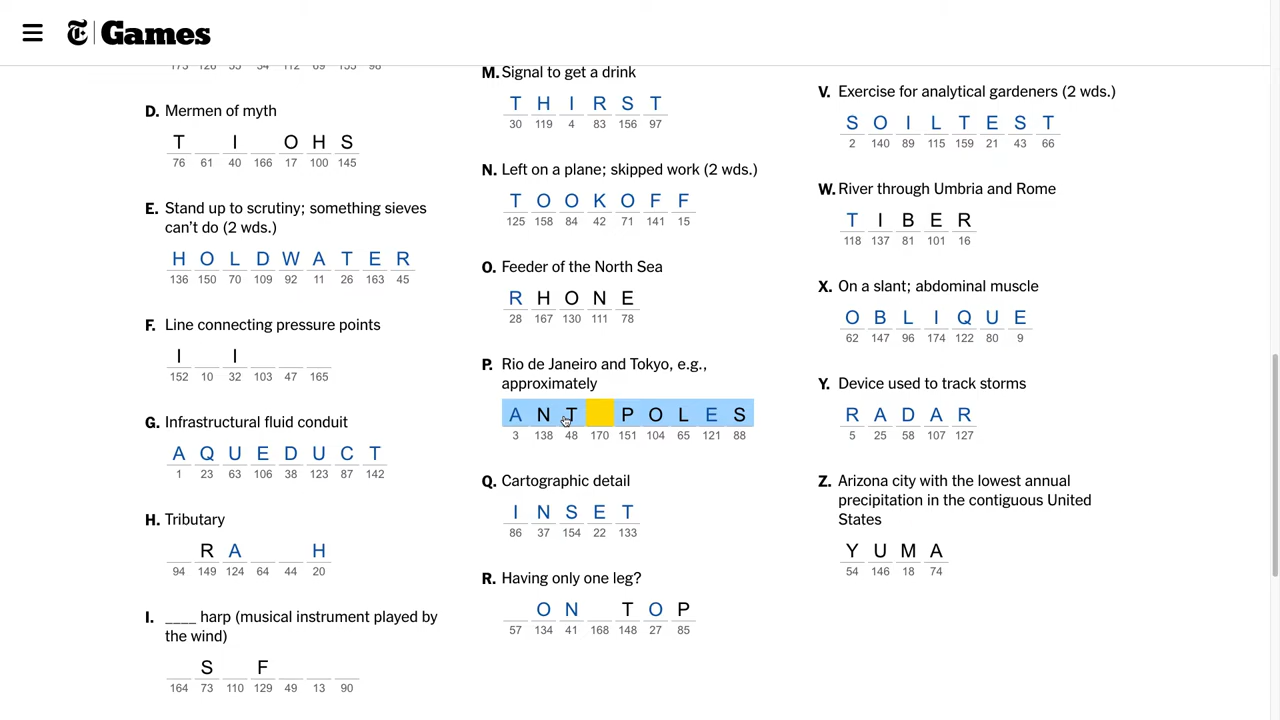 Games
173 126 55 34 112 69 155 98
D. Mermen of myth
T I O H S
76 61 40 166 17 100 145
E. Stand up to scrutiny; something sieves
can't do (2 wds.)
H O L D W A T E R
136 150 70 109 92 11 26 163 45
F. Line connecting pressure points
I I
152 10 32 103 47 165
G. Infrastructural fluid conduit
A Q U E D U C T
1 23 63 106 38 123 87 142
H. Tributary
R A H
94 149 124 64 44 20
I. ____ harp (musical instrument played by
the wind)
S F
164 73 110 129 49 13 90
M. Signal to get a drink
T H I R S T
30 119 4 83 156 97
N. Left on a plane; skipped work (2 wds.)
T O O K O F F
125 158 84 42 71 141 15
O. Feeder of the North Sea
R H O N E
28 167 130 111 78
P. Rio de Janeiro and Tokyo, e.g.,
approximately
A N T P O L E S
3 138 48 170 151 104 65 121 88
Q. Cartographic detail
I N S E T
86 37 154 22 133
R. Having only one leg?
O N T O P
57 134 41 168 148 27 85
V. Exercise for analytical gardeners (2 wds.)
S O I L T E S T
2 140 89 115 159 21 43 66
W. River through Umbria and Rome
T I B E R
118 137 81 101 16
X. On a slant; abdominal muscle
O B L I Q U E
62 147 96 174 122 80 9
Y. Device used to track storms
R A D A R
5 25 58 107 127
Z. Arizona city with the lowest annual
precipitation in the contiguous United
States
Y U M A
54 146 18 74